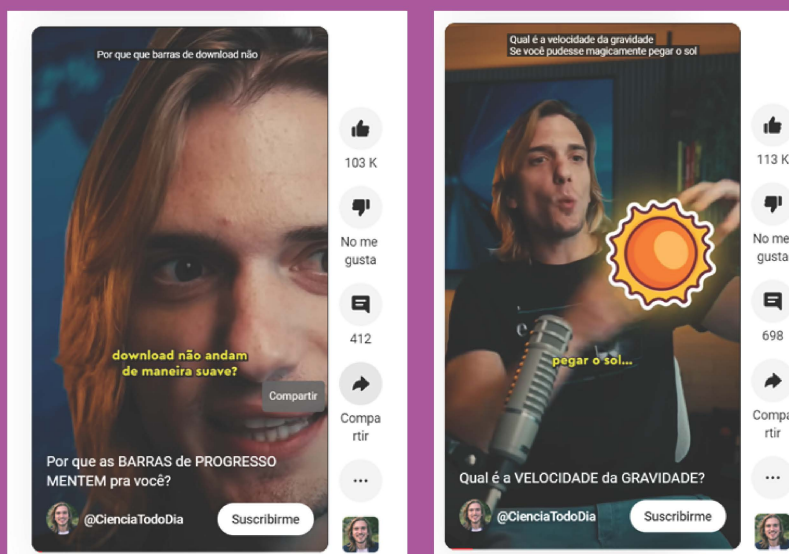 Por que que barras de download não
download não andam
de maneira suave?
Compartir
Por que as BARRAS de PROGRESSO
MENTEM pra você?
@CienciaTodoDia
Suscribirme
103 K
No me
gusta
412
Compa
rtir
Qual é a velocidade da gravidade
Se você pudesse magicamente pegar o sol
pegar o sol...
Qual é a VELOCIDADE da GRAVIDADE?
@CienciaTodoDia
Suscribirme
113 K
No me
gusta
698
Compa
rtir